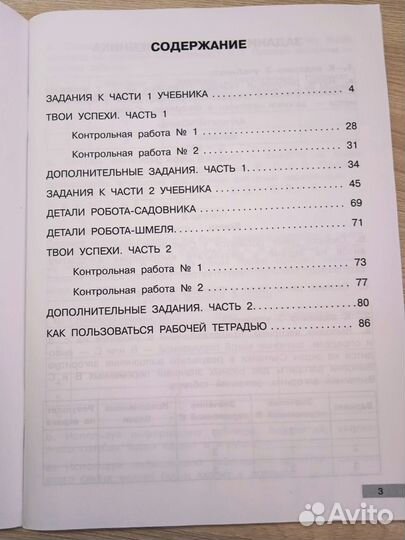 СОДЕРЖАНИЕ
ЗАДАНИЯ К ЧАСТИ 1 УЧЕБНИКА 4
ТВОИ УСПЕХИ. ЧАСТЬ 1
Контрольная работа № 1 28
Контрольная работа № 2 31
ДОПОЛНИТЕЛЬНЫЕ ЗАДАНИЯ. ЧАСТЬ 1 34
ЗАДАНИЯ К ЧАСТИ 2 УЧЕБНИКА 45
ДЕТАЛИ РОБОТА-САДОВНИКА 69
ДЕТАЛИ РОБОТА-ШМЕЛЯ 71
ТВОИ УСПЕХИ. ЧАСТЬ 2
Контрольная работа № 1 73
Контрольная работа № 2 77
ДОПОЛНИТЕЛЬНЫЕ ЗАДАНИЯ. ЧАСТЬ 2 80
КАК ПОЛЬЗОВАТЬСЯ РАБОЧЕЙ ТЕТРАДЬЮ 86
3
Avito